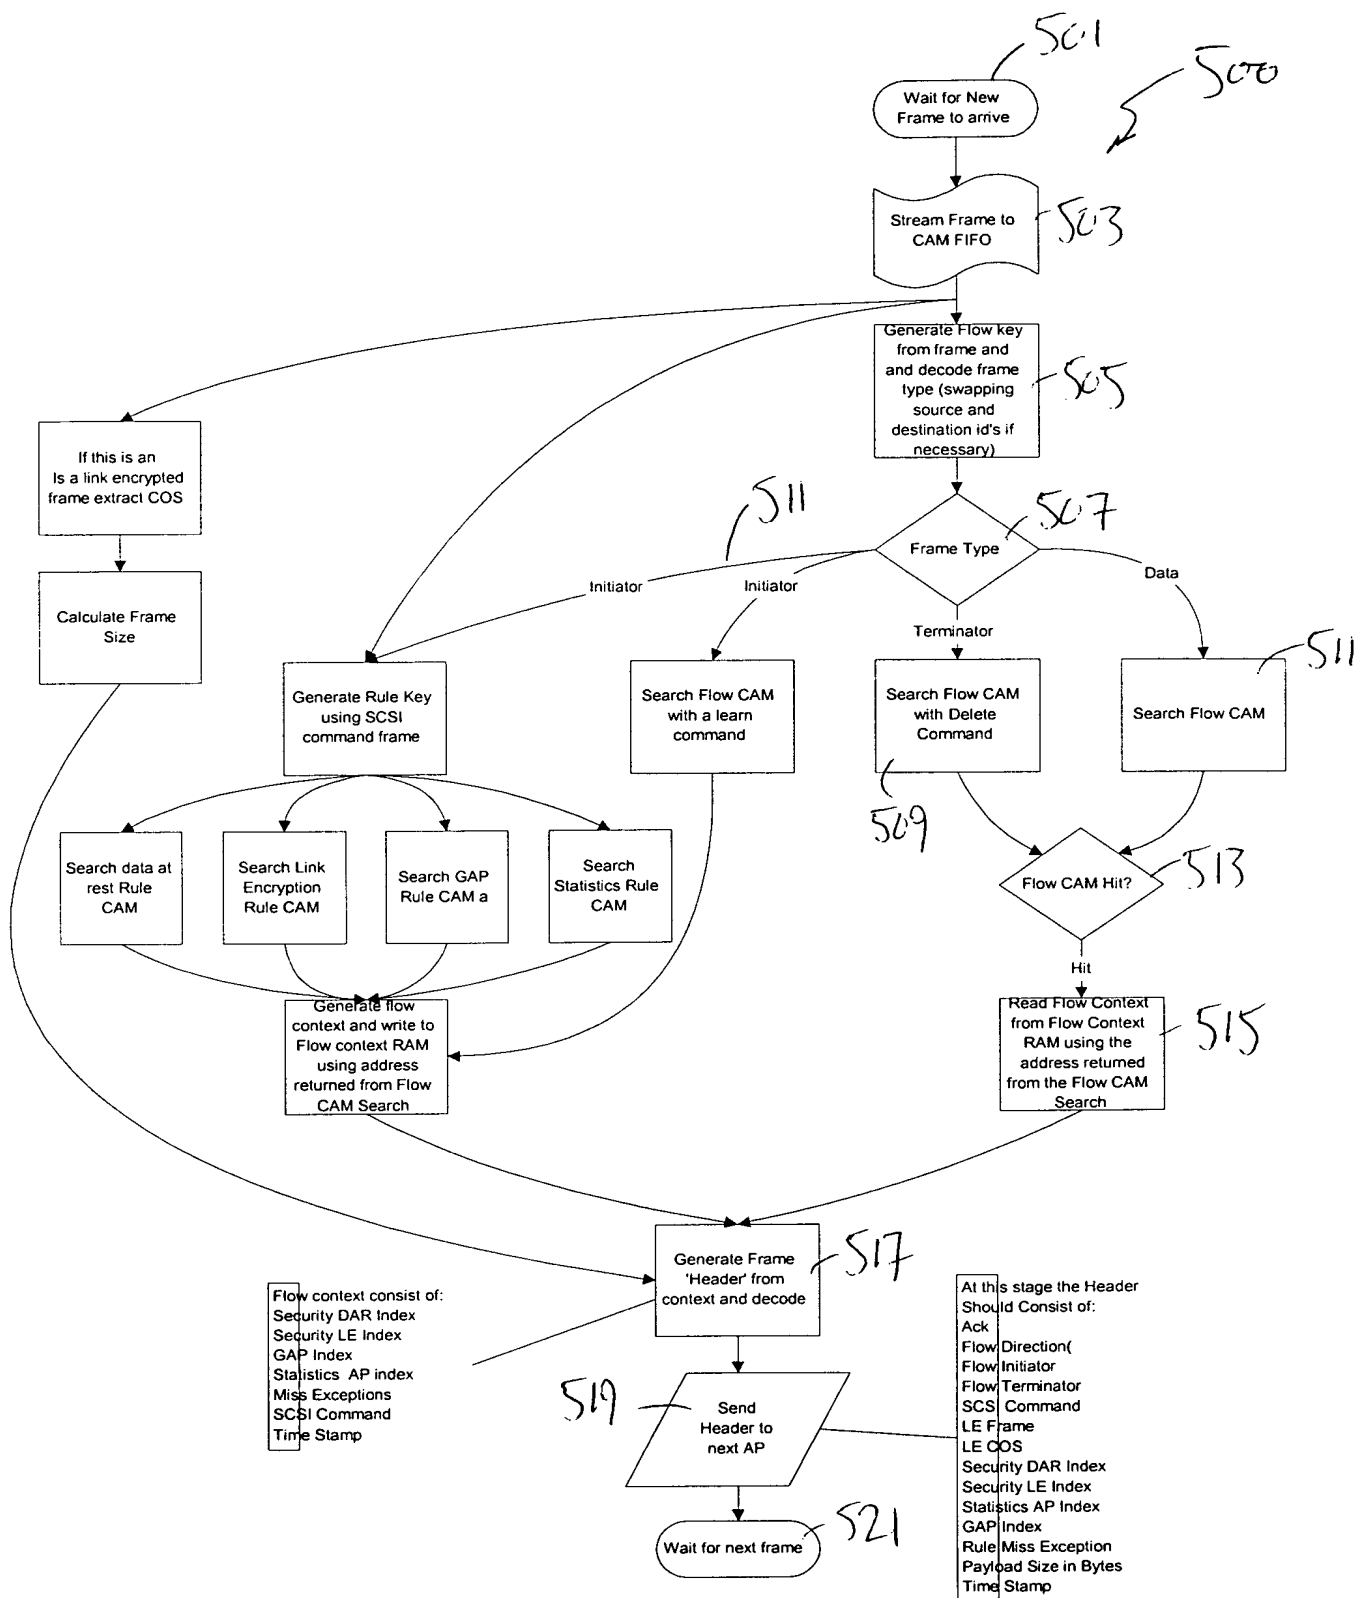 501
500
Wait for New
Frame to arrive
Stream Frame to
CAM FIFO
503
Generate Flow key
from frame and
and decode frame
type (swapping
source and
destination id's if
necessary)
505
If this is an
Is a link encrypted
frame extract COS
511
507
Frame Type
Initiator
Initiator
Data
Terminator
Calculate Frame
Size
Generate Rule Key
using SCSI
command frame
Search Flow CAM
with a learn
command
Search Flow CAM
with Delete
Command
509
Search Flow CAM
511
Search data at
rest Rule
CAM
Search Link
Encryption
Rule CAM
Search GAP
Rule CAM a
Search
Statistics Rule
CAM
Flow CAM Hit?
513
Hit
Generate flow
context and write to
Flow context RAM
using address
returned from Flow
CAM Search
Read Flow Context
from Flow Context
RAM using the
address returned
from the Flow CAM
Search
515
Generate Frame
'Header' from
context and decode
517
Flow context consist of:
Security DAR Index
Security LE Index
GAP Index
Statistics AP index
Miss Exceptions
SCSI Command
Time Stamp
At this stage the Header
Should Consist of:
Ack
Flow Direction(
Flow Initiator
Flow Terminator
SCSI Command
LE Frame
LE COS
Security DAR Index
Security LE Index
Statistics AP Index
GAP Index
Rule Miss Exception
Payload Size in Bytes
Time Stamp
519
Send
Header to
next AP
Wait for next frame
521